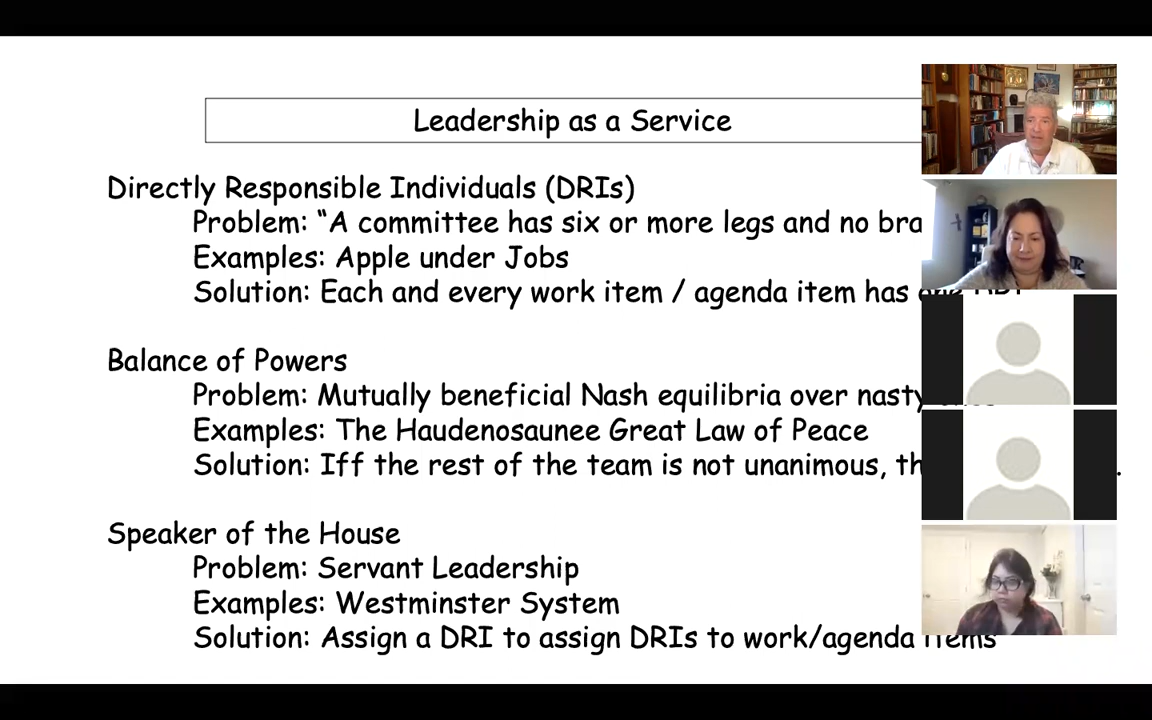 Leadership as a Service
Directly Responsible Individuals (DRIs)
Problem: “A committee has six or more legs and no
Examples: Apple under Jobs
Solution: Each and every work item / agenda item has one DRI
Balance of Powers
Problem: Mutually beneficial Nash equilibria over nasty
Examples: The Haudenosaunee Great Law of Peace
Solution: Iff the rest of the team is not unanimous,
Speaker of the House
Problem: Servant Leadership
Examples: Westminster System
Solution: Assign a DRI to assign DRIs to work/agenda items